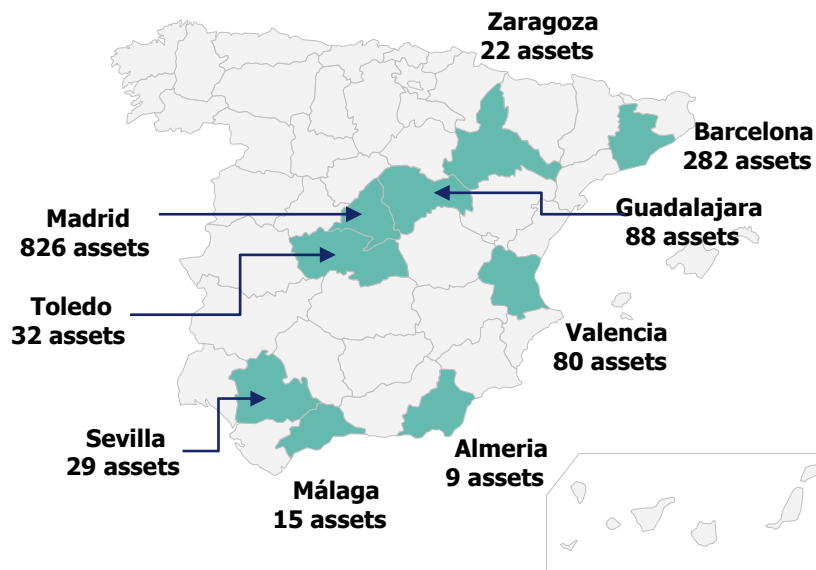 Zaragoza
22 assets
Barcelona
282 assets
Madrid
826 assets
Guadalajara
88 assets
Toledo
32 assets
Valencia
80 assets
Sevilla
29 assets
Almeria
9 assets
Málaga
15 assets